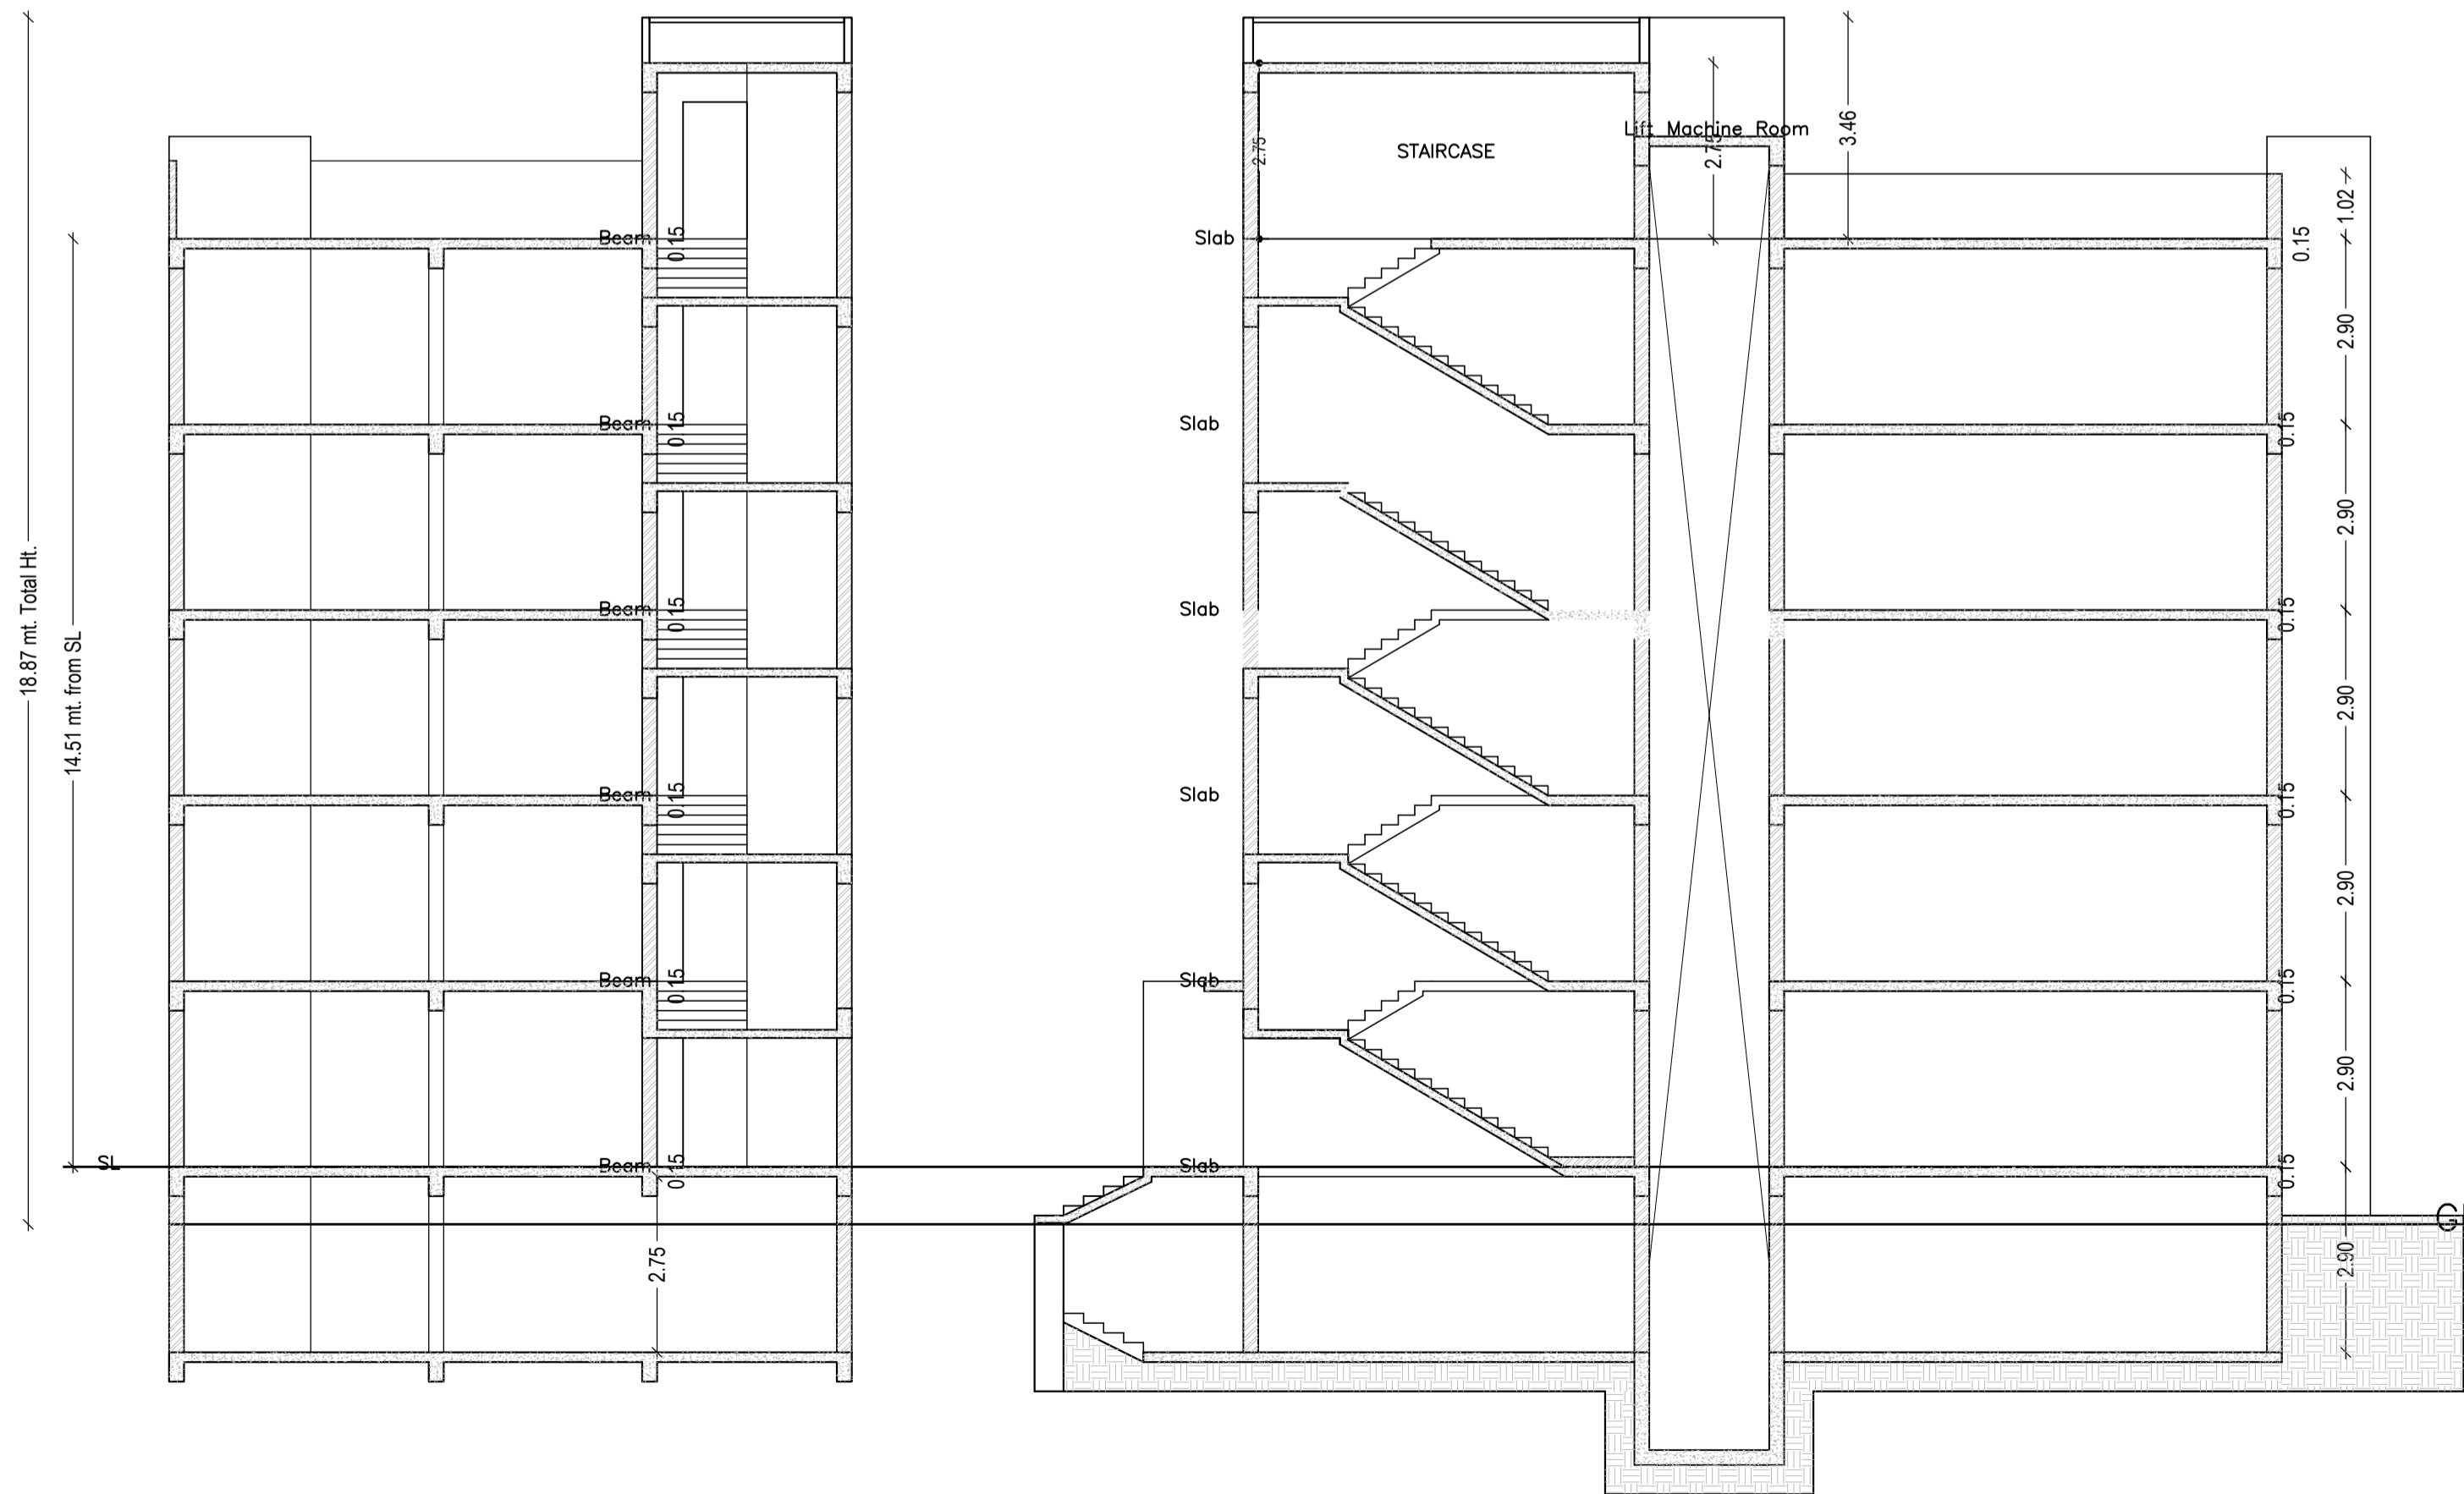 18.87 mt. Total Ht.
14.51 mt. from SL
SL
Beam
0.15
Beam
0.15
Beam
0.15
Beam
0.15
Beam
0.15
Beam
0.15
2.75
Slab
Slab
Slab
Slab
Slab
Slab
2.75
STAIRCASE
Lift Machine Room
2.75
3.46
1.02
0.15
2.90
0.15
2.90
0.15
2.90
0.15
2.90
0.15
2.90
0.15
2.90
G